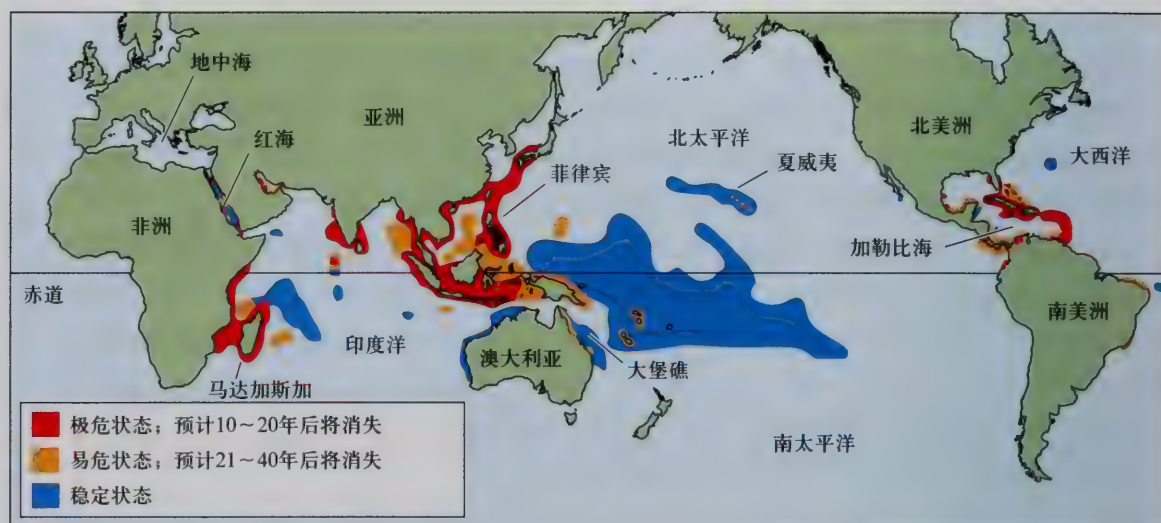 地中海
亚洲
北美洲
红海
北太平洋
大西洋
菲律宾
夏威夷
非洲
加勒比海
赤道
南美洲
印度洋
澳大利亚
大堡礁
马达加斯加
极危状态；预计10～20年后将消失
易危状态；预计21～40年后将消失
稳定状态
南太平洋